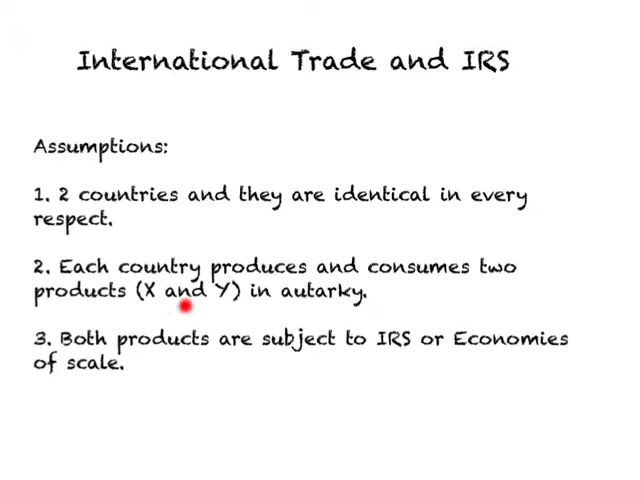 International Trade and IRS
Assumptions:
1. 2 countries and they are identical in every
respect.
2. Each country produces and consumes two
products (X and Y) in autarky.
3. Both products are subject to IRS or Economies
of scale.